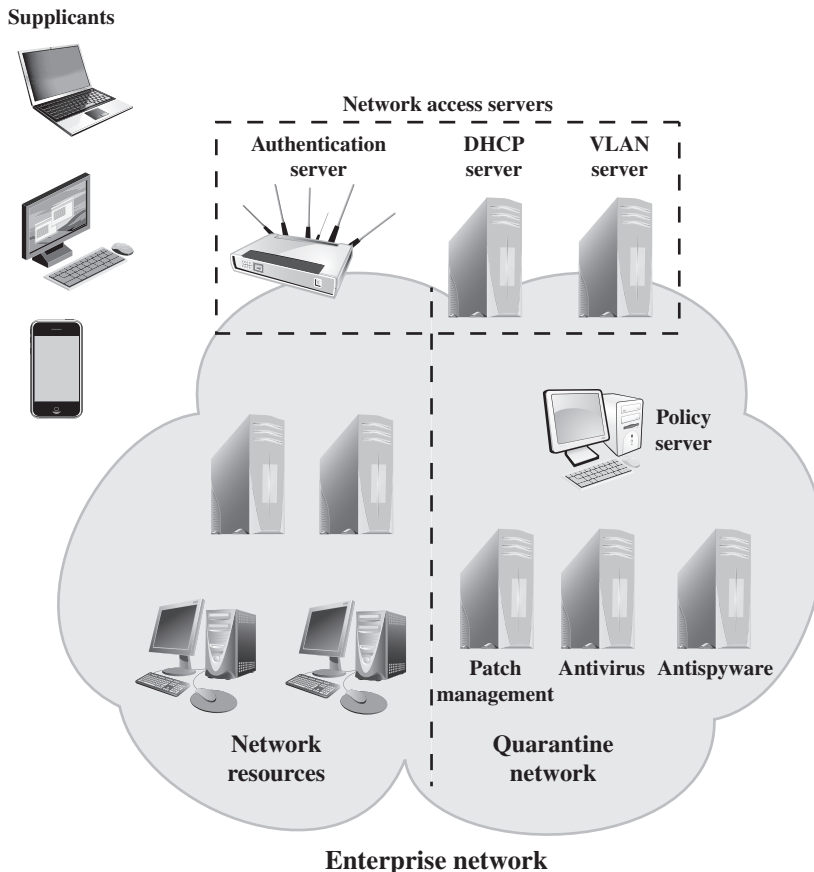 Supplicants
Network access servers
Authentication
server
DHCP
server
VLAN
server
Policy
server
Patch
management
Antivirus
Antispyware
Network
resources
Quarantine
network
Enterprise network